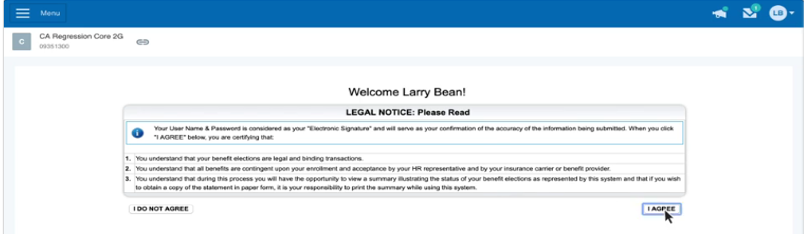 Menu
1
LB
C
CA Regression Core 2G
09351300
Welcome Larry Bean!
LEGAL NOTICE: Please Read
Your User Name & Password is considered as your "Electronic Signature" and will serve as your confirmation of the accuracy of the information being submitted. When you click
"I AGREE" below, you are certifying that:
1. You understand that your benefit elections are legal and binding transactions.
2. You understand that all benefits are contingent upon your enrollment and acceptance by your HR representative and by your insurance carrier or benefit provider.
3. You understand that during this process you will have the opportunity to view a summary illustrating the status of your benefit elections as represented by this system and that if you wish
to obtain a copy of the statement in paper form, it is your responsibility to print the summary while using this system.
I DO NOT AGREE
I AGREE